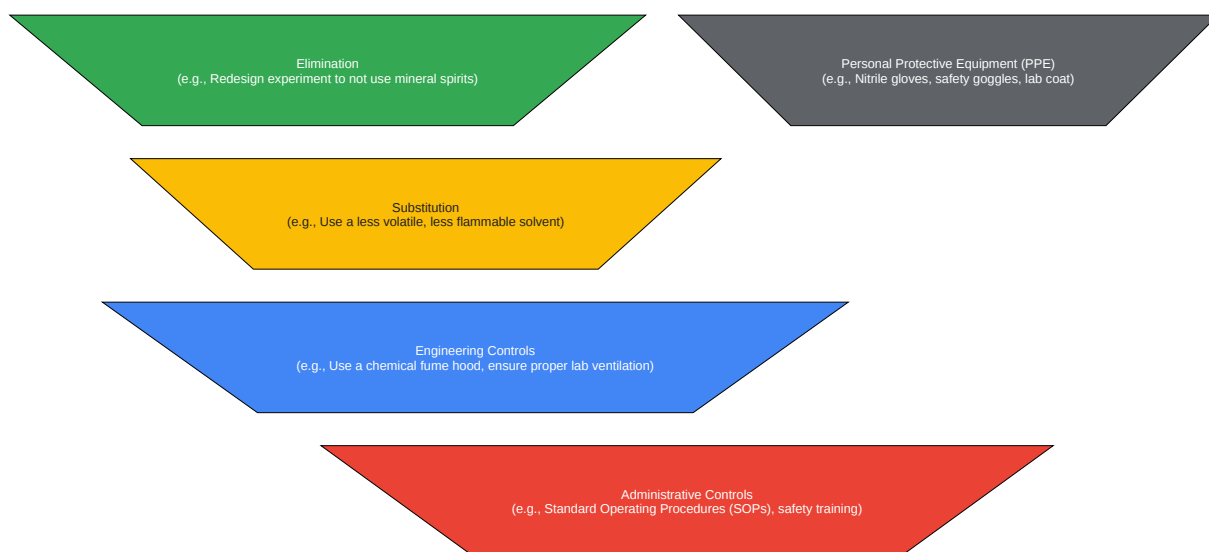 Elimination
(e.g., Redesign experiment to not use mineral spirits)
Personal Protective Equipment (PPE)
(e.g., Nitrile gloves, safety goggles, lab coat)
Substitution
(e.g., Use a less volatile, less flammable solvent)
Engineering Controls
(e.g., Use a chemical fume hood, ensure proper lab ventilation)
Administrative Controls
(e.g., Standard Operating Procedures (SOPs), safety training)